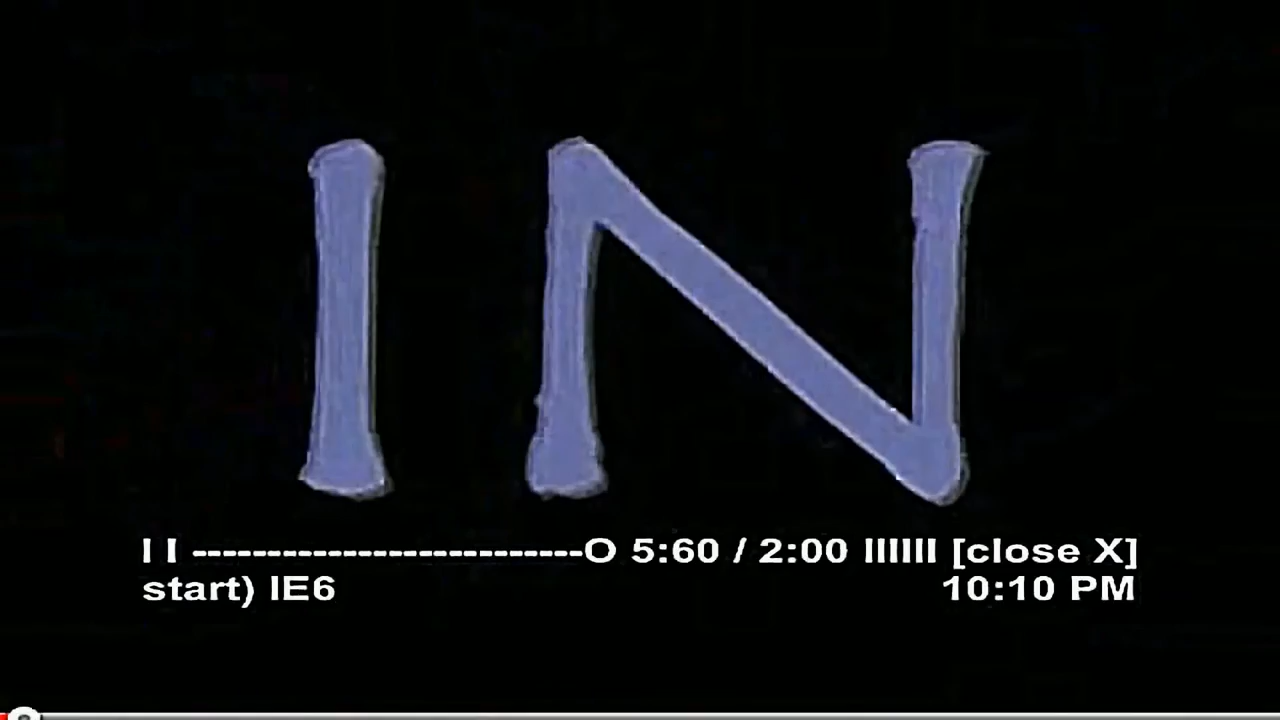 IN
I I --------------------------O 5:60 / 2:00 IIIIII [close X]
start) IE6 10:10 PM